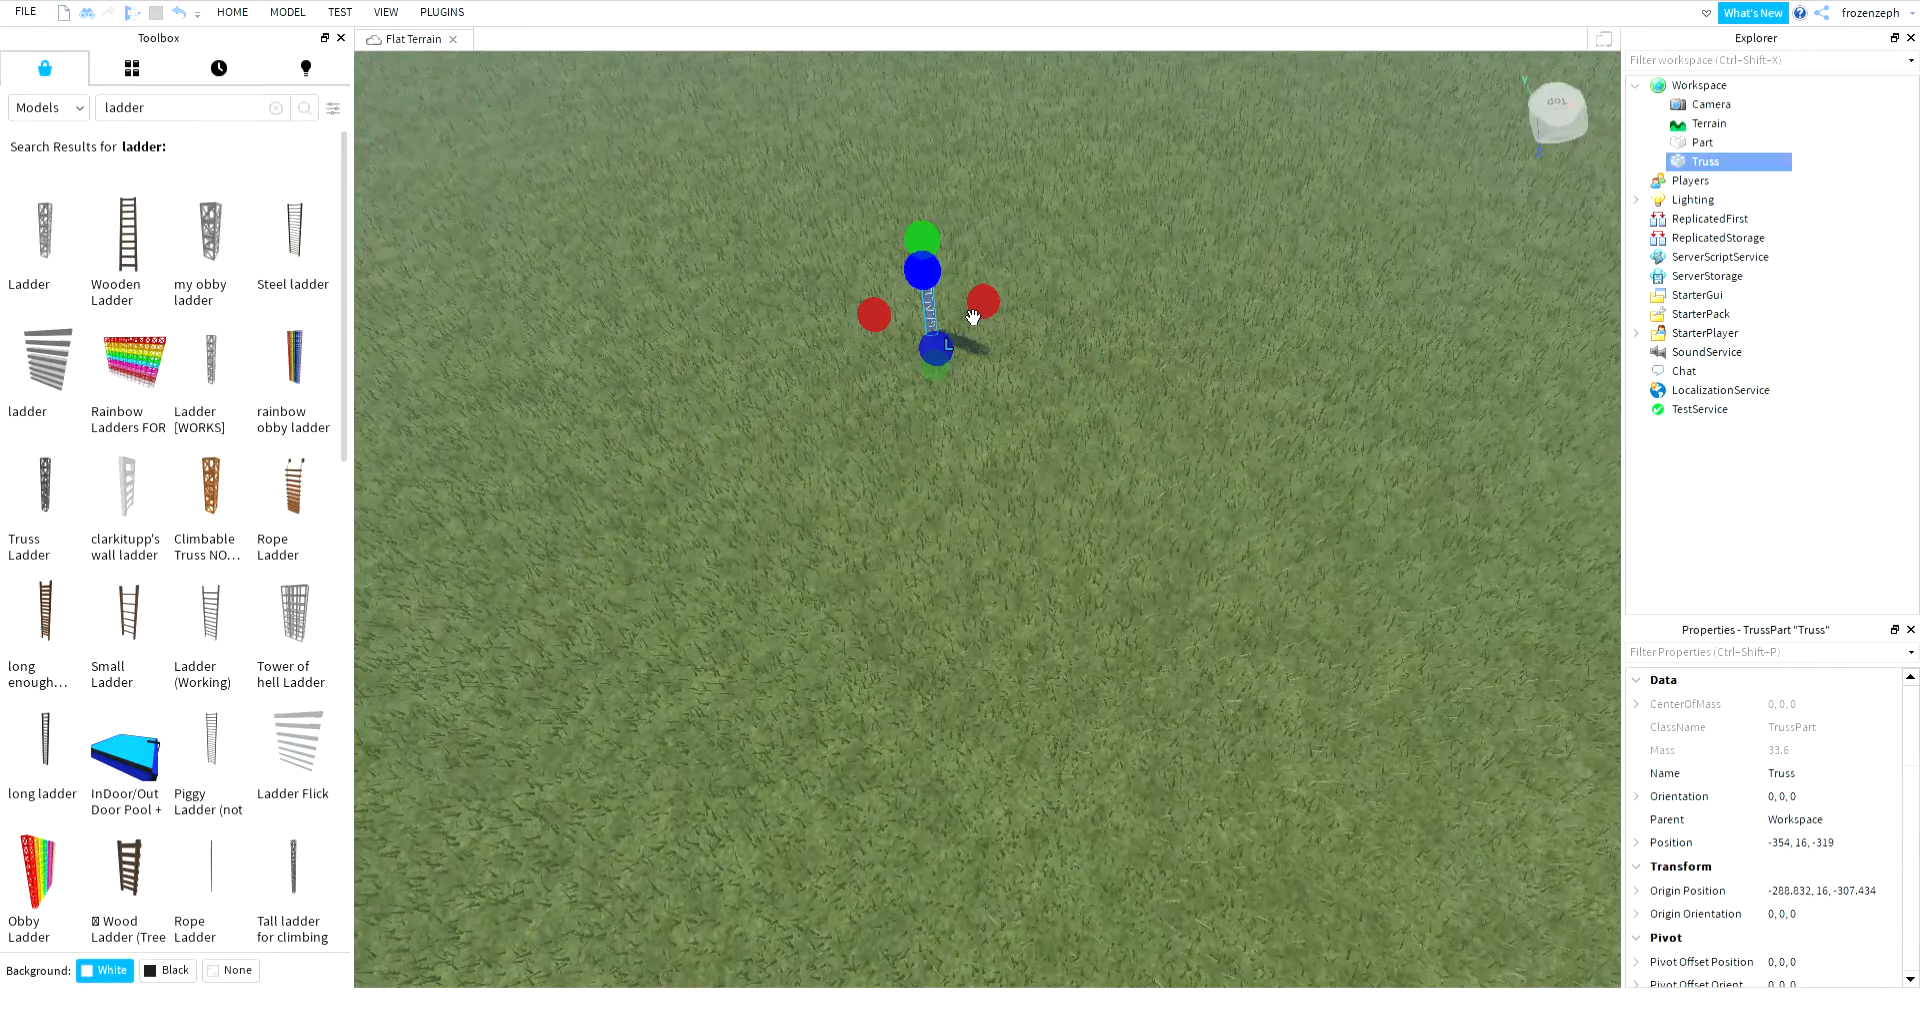 FILE
HOME
MODEL
TEST
VIEW
PLUGINS
What's New
frozenzeph
Toolbox
Flat Terrain
Explorer
Models
ladder
Search Results for ladder:
Ladder
Wooden
Ladder
my obby
ladder
Steel ladder
ladder
Rainbow
Ladders FOR
Ladder
[WORKS]
rainbow
obby ladder
Truss
Ladder
clarkitupp's
wall ladder
Climbable
Truss NO...
Rope
Ladder
long
enough...
Small
Ladder
Ladder
(Working)
Tower of
hell Ladder
long ladder
InDoor/Out
Door Pool +
Piggy
Ladder (not
Ladder Flick
Obby
Ladder
Wood
Ladder (Tree
Rope
Ladder
Tall ladder
for climbing
Background:
White
Black
None
Y
TOP
L
Filter workspace (Ctrl+Shift+X)
Workspace
Camera
Terrain
Part
Truss
Players
Lighting
ReplicatedFirst
ReplicatedStorage
ServerScriptService
ServerStorage
StarterGui
StarterPack
StarterPlayer
SoundService
Chat
LocalizationService
TestService
Properties - TrussPart "Truss"
Filter Properties (Ctrl+Shift+P)
Data
CenterOfMass 0, 0, 0
ClassName TrussPart
Mass 33.6
Name Truss
Orientation 0, 0, 0
Parent Workspace
Position -354, 16, -319
Transform
Origin Position -288.832, 16, -307.434
Origin Orientation 0, 0, 0
Pivot
Pivot Offset Position 0, 0, 0
Pivot Offset Orient 0, 0, 0